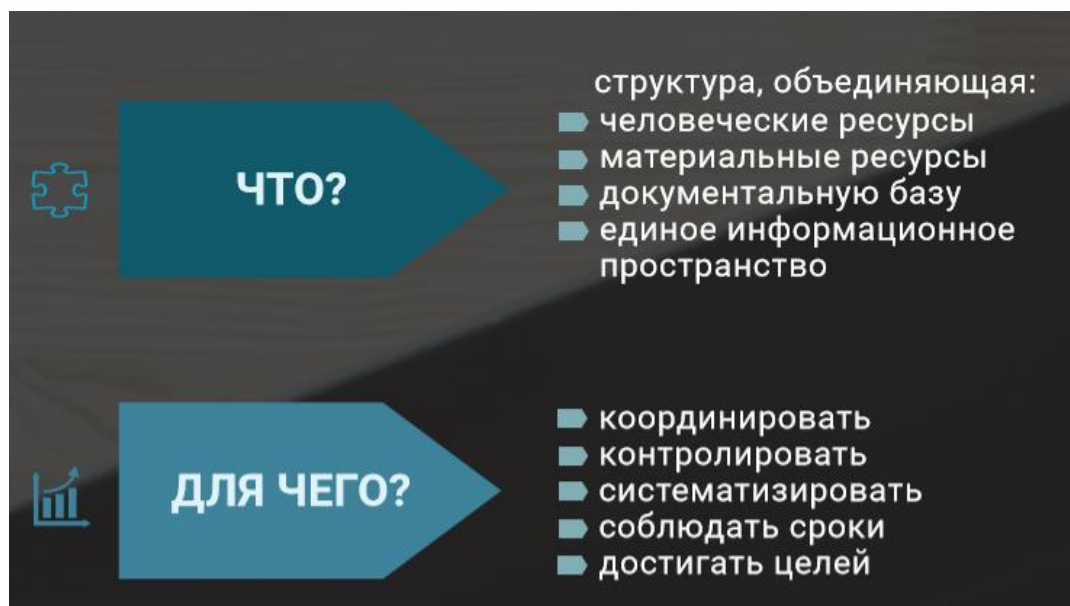 ЧТО?
структура, объединяющая:
человеческие ресурсы
материальные ресурсы
документальную базу
единое информационное
пространство
ДЛЯ ЧЕГО?
координировать
контролировать
систематизировать
соблюдать сроки
достигать целей